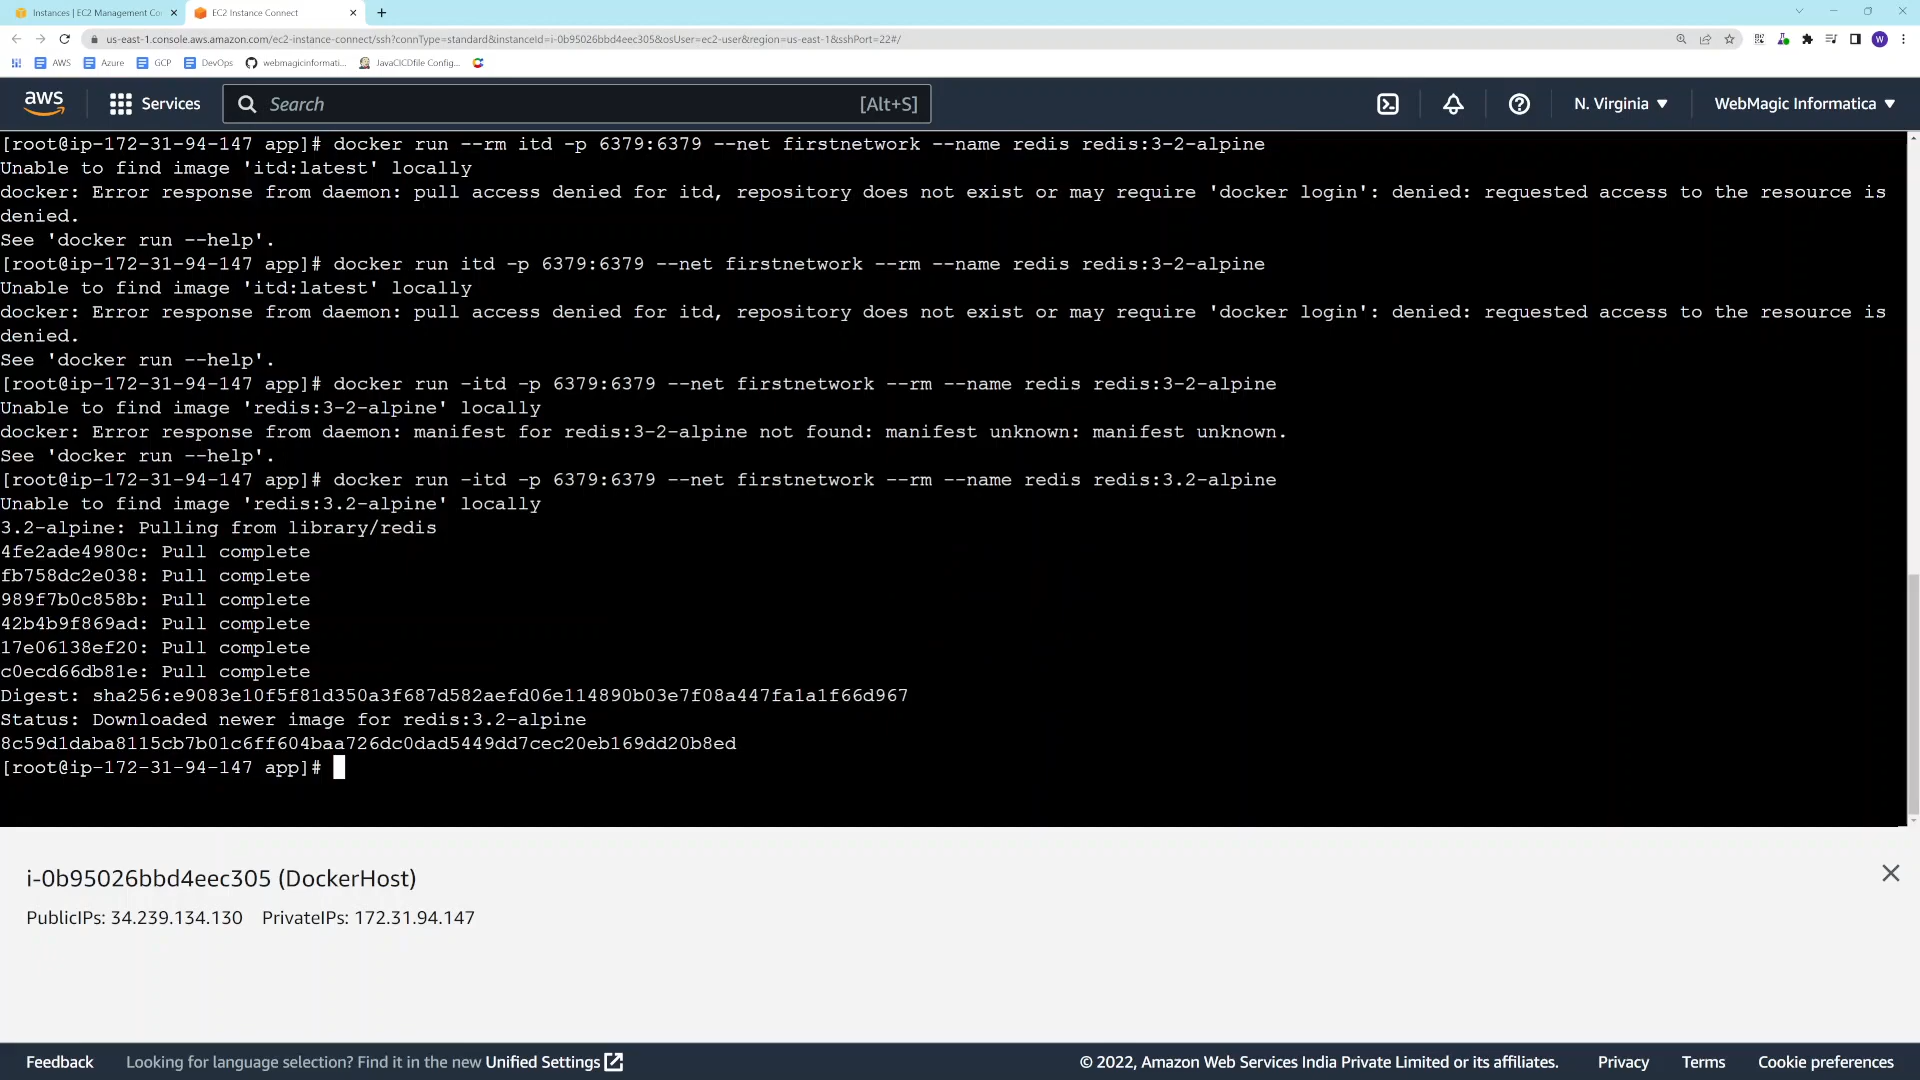 Instances | EC2 Management Co
EC2 Instance Connect
us-east-1.console.aws.amazon.com/ec2-instance-connect/ssh?connType=standard&instanceId=i-0b95026bbd4eec305&osUser=ec2-user&region=us-east-1&sshPort=22#/
AWS Azure GCP DevOps webmagicinformati... JavaCICDfile Config...
aws Services Search [Alt+S] N. Virginia WebMagic Informatica
[root@ip-172-31-94-147 app]# docker run --rm itd -p 6379:6379 --net firstnetwork --name redis redis:3-2-alpine
Unable to find image 'itd:latest' locally
docker: Error response from daemon: pull access denied for itd, repository does not exist or may require 'docker login': denied: requested access to the resource is
denied.
See 'docker run --help'.
[root@ip-172-31-94-147 app]# docker run itd -p 6379:6379 --net firstnetwork --rm --name redis redis:3-2-alpine
Unable to find image 'itd:latest' locally
docker: Error response from daemon: pull access denied for itd, repository does not exist or may require 'docker login': denied: requested access to the resource is
denied.
See 'docker run --help'.
[root@ip-172-31-94-147 app]# docker run -itd -p 6379:6379 --net firstnetwork --rm --name redis redis:3-2-alpine
Unable to find image 'redis:3-2-alpine' locally
docker: Error response from daemon: manifest for redis:3-2-alpine not found: manifest unknown: manifest unknown.
See 'docker run --help'.
[root@ip-172-31-94-147 app]# docker run -itd -p 6379:6379 --net firstnetwork --rm --name redis redis:3.2-alpine
Unable to find image 'redis:3.2-alpine' locally
3.2-alpine: Pulling from library/redis
4fe2ade4980c: Pull complete
fb758dc2e038: Pull complete
989f7b0c858b: Pull complete
42b4b9f869ad: Pull complete
17e06138ef20: Pull complete
c0ecd66db81e: Pull complete
Digest: sha256:e9083e10f5f81d350a3f687d582aefd06e114890b03e7f08a447fa1a1f66d967
Status: Downloaded newer image for redis:3.2-alpine
8c59d1daba8115cb7b01c6ff604baa726dc0dad5449dd7cec20eb169dd20b8ed
[root@ip-172-31-94-147 app]#
i-0b95026bbd4eec305 (DockerHost)
PublicIPs: 34.239.134.130 PrivateIPs: 172.31.94.147
Feedback Looking for language selection? Find it in the new Unified Settings © 2022, Amazon Web Services India Private Limited or its affiliates. Privacy Terms Cookie preferences